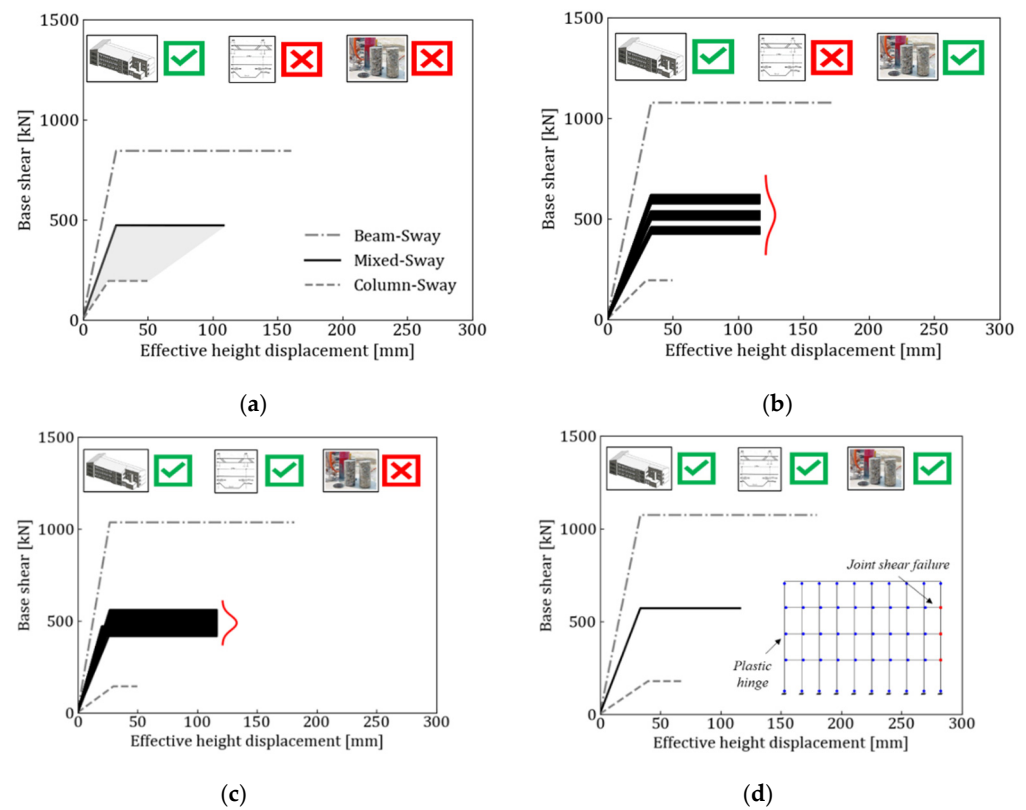 1500
1000
500
0
Base shear [kN]
Beam-Sway
Mixed-Sway
Column-Sway
0 50 100 150 200 250 300
Effective height displacement [mm]
(a)
1500
1000
500
0
Base shear [kN]
0 50 100 150 200 250 300
Effective height displacement [mm]
(b)
1500
1000
500
0
Base shear [kN]
0 50 100 150 200 250 300
Effective height displacement [mm]
(c)
1500
1000
500
0
Base shear [kN]
Joint shear failure
Plastic
hinge
0 50 100 150 200 250 300
Effective height displacement [mm]
(d)